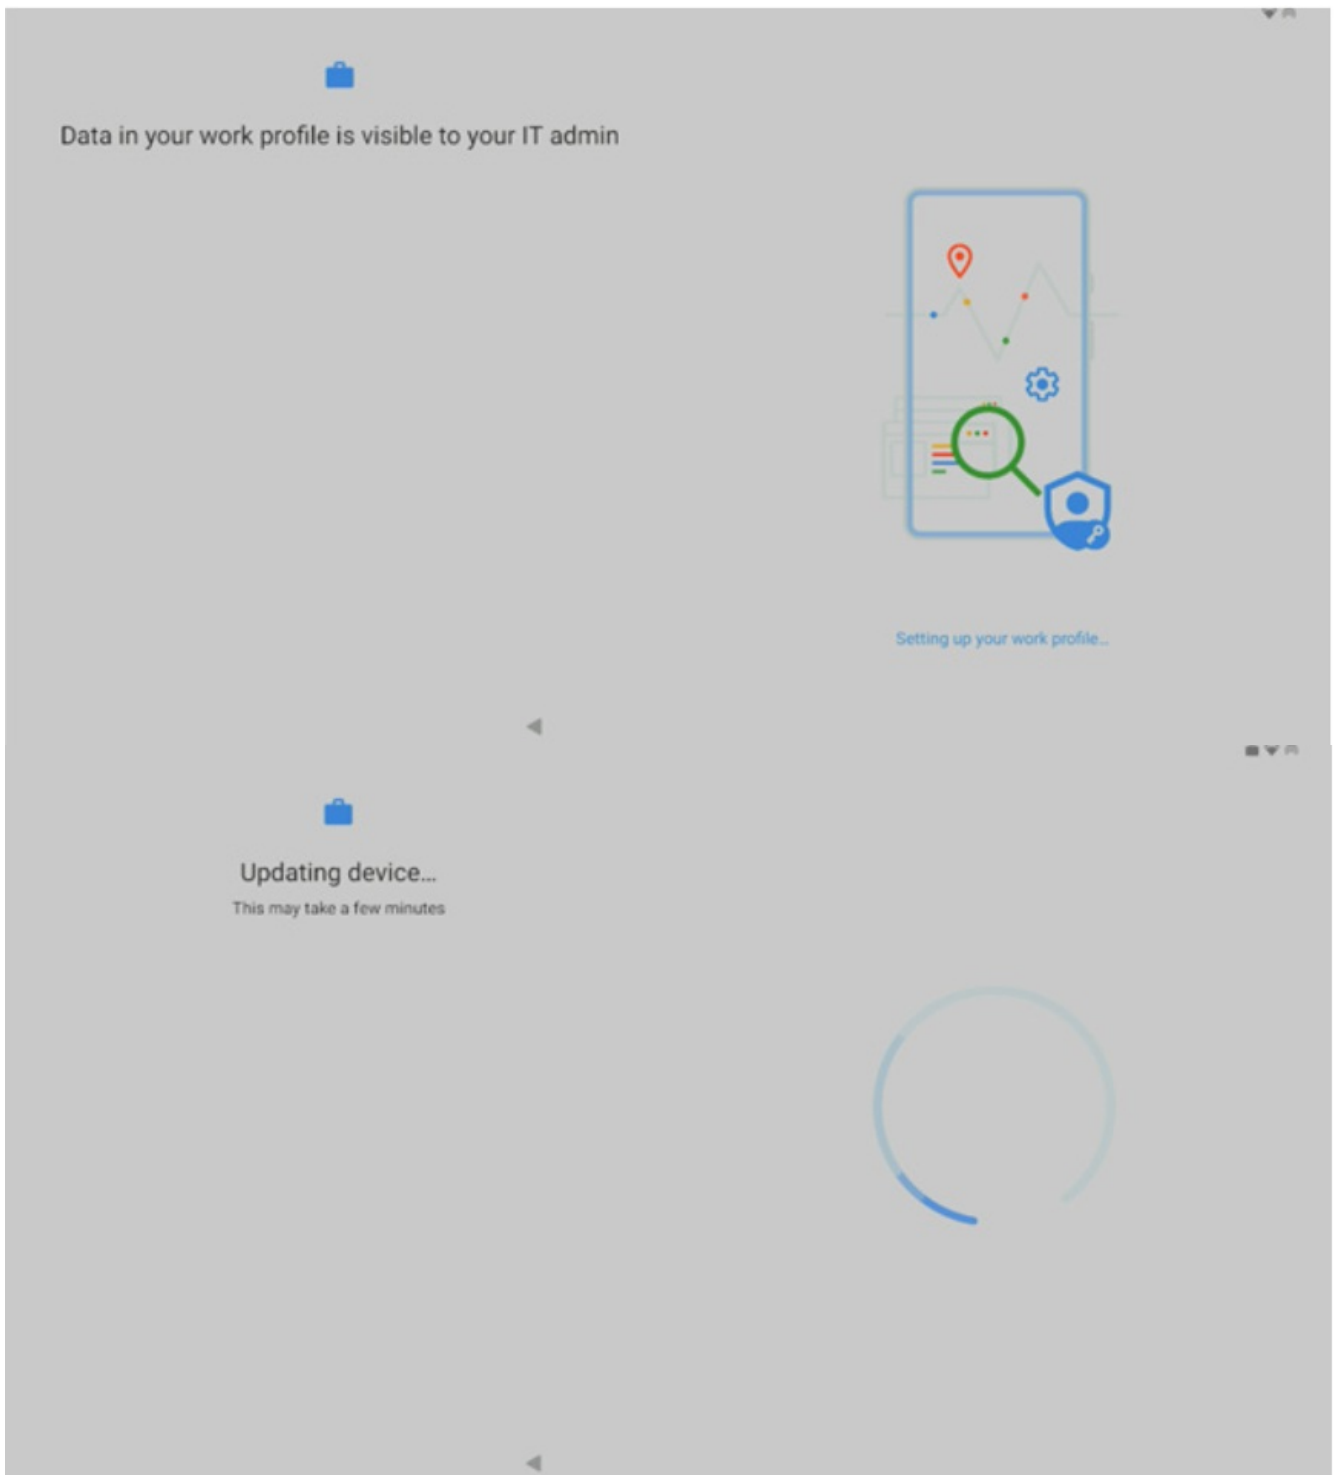 Data in your work profile is visible to your IT admin
Setting up your work profile...
Updating device...
This may take a few minutes